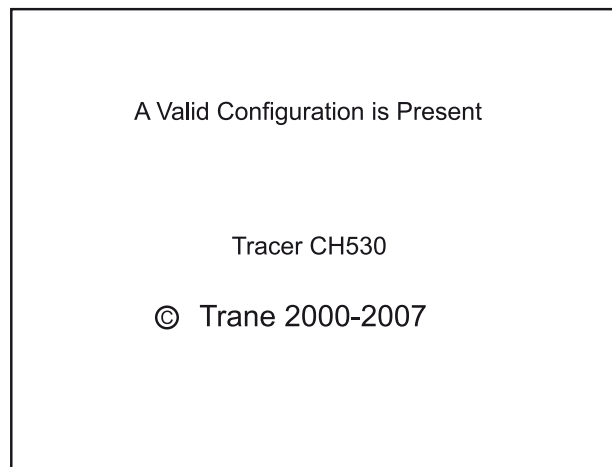 A Valid Configuration is Present
Tracer CH530
© Trane 2000-2007